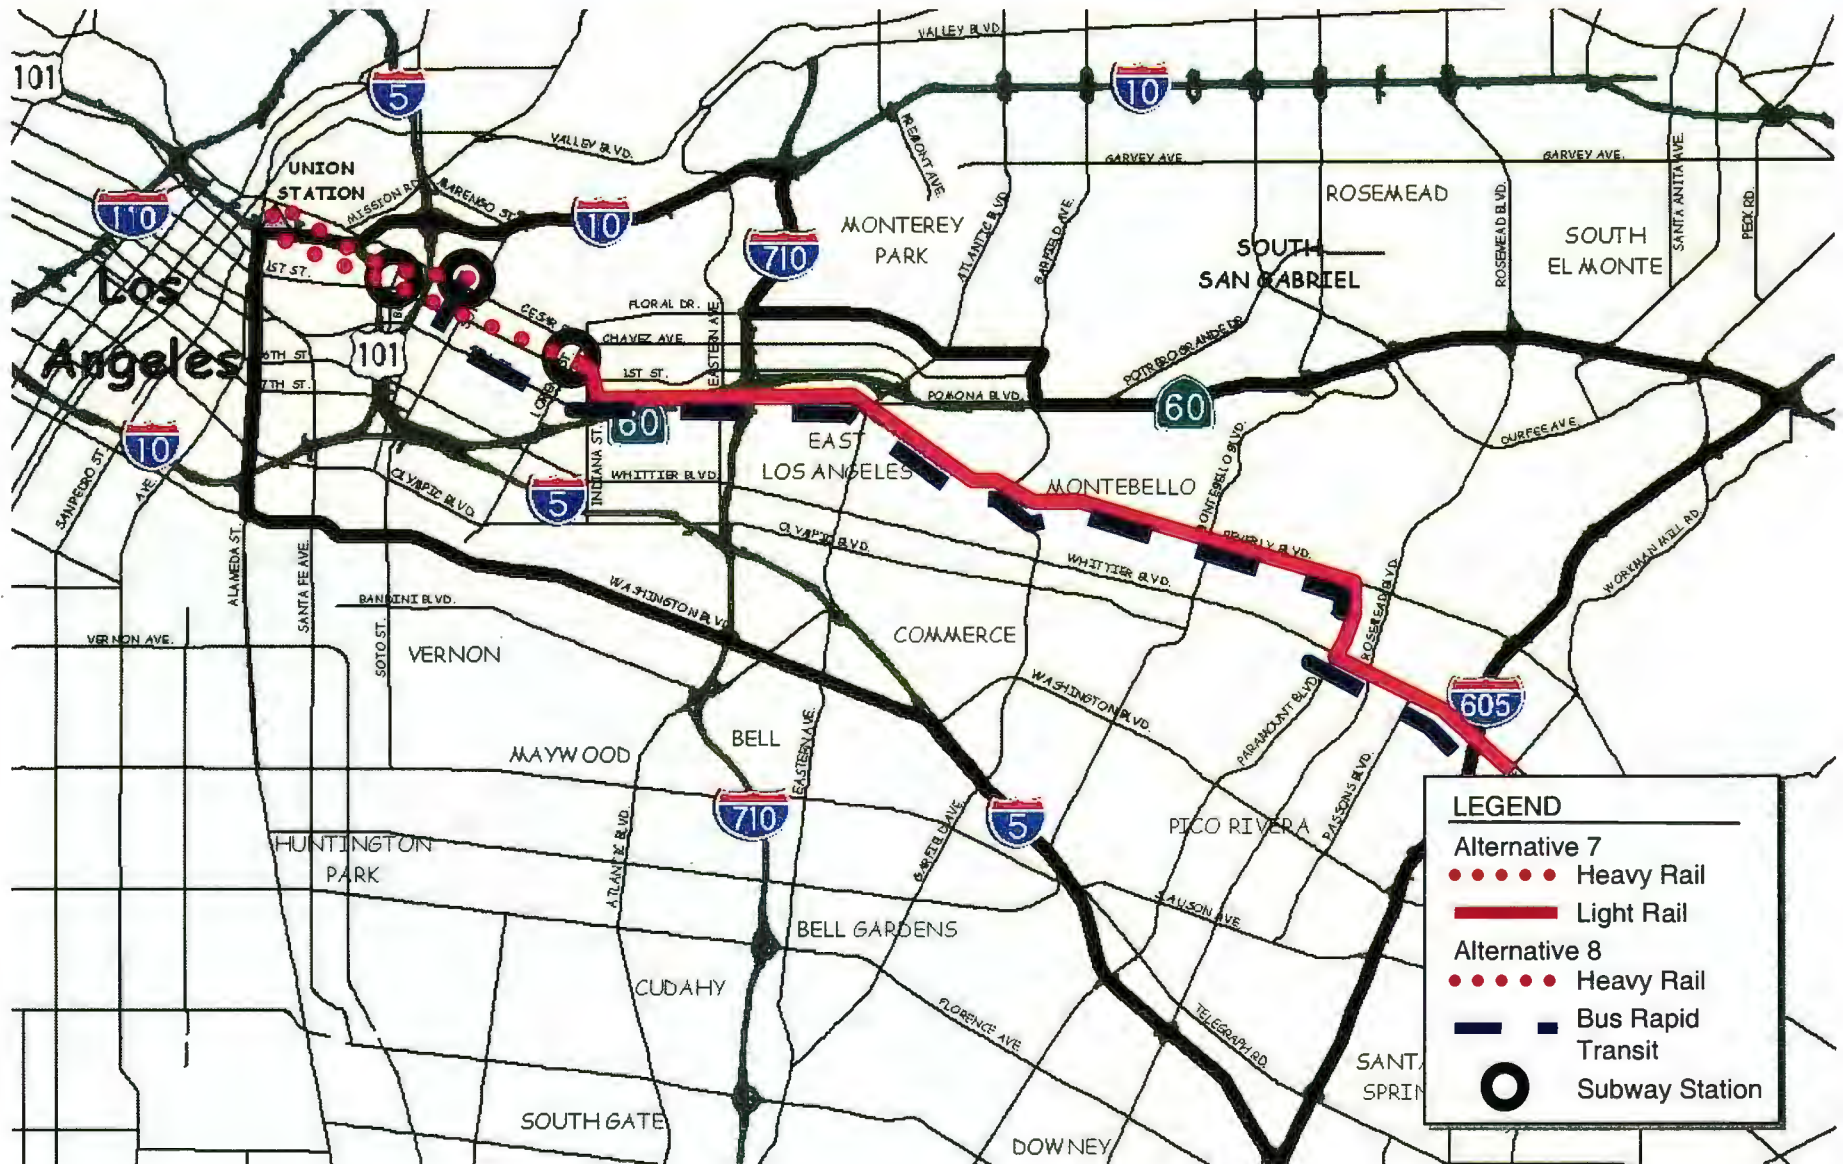 VALLEY BLVD.
101
5
10
VALLEY BLVD.
GARVEY AVE.
GARVEY AVE.
UNION
STATION
MISSION RD.
MARENGO ST.
FREMONT AVE.
SANTA ANITA AVE.
PECK RD.
ROSEMEAD BLVD.
110
10
710
MONTEREY
PARK
ATLANTIC BLVD.
GARFIELD AVE.
ROSEMEAD
SOUTH
SAN GABRIEL
SOUTH
EL MONTE
1ST ST.
Los
Angeles
FLORAL DR.
CESAR
CHAVEZ AVE.
EASTERN AVE.
1ST ST.
POMONA BLVD.
POTRERO GRANDE DR.
101
6TH ST.
7TH ST.
60
60
10
INDIANA ST.
EAST
LOS ANGELES
WHITTIER BLVD.
OLYMPIC BLVD.
5
MONTEBELLO
MONTEBELLO BLVD.
DURFEE AVE.
SAN PEDRO ST.
AVE.
ALAMEDA ST.
SANTA FE AVE.
SOTO ST.
OLYMPIC BLVD.
BEVERLY BLVD.
WHITTIER BLVD.
ROSEMEAD BLVD.
WORKMAN MILL RD.
BANDINI BLVD.
WASHINGTON BLVD.
VERNON AVE.
VERNON
COMMERCE
WASHINGTON BLVD.
PARAMOUNT BLVD.
PASSONS BLVD.
605
MAYWOOD
BELL
EASTERN AVE.
710
5
ATLANTIC BLVD.
GARFIELD AVE.
PICO RIVERA
HUNTINGTON
PARK
SLAUSON AVE.
BELL GARDENS
CUDAHY
FLORENCE AVE.
TELEGRAPH RD.
SANTA
SPRIN
SOUTH GATE
DOWNEY
LEGEND
Alternative 7
Heavy Rail
Light Rail
Alternative 8
Heavy Rail
Bus Rapid
Transit
Subway Station